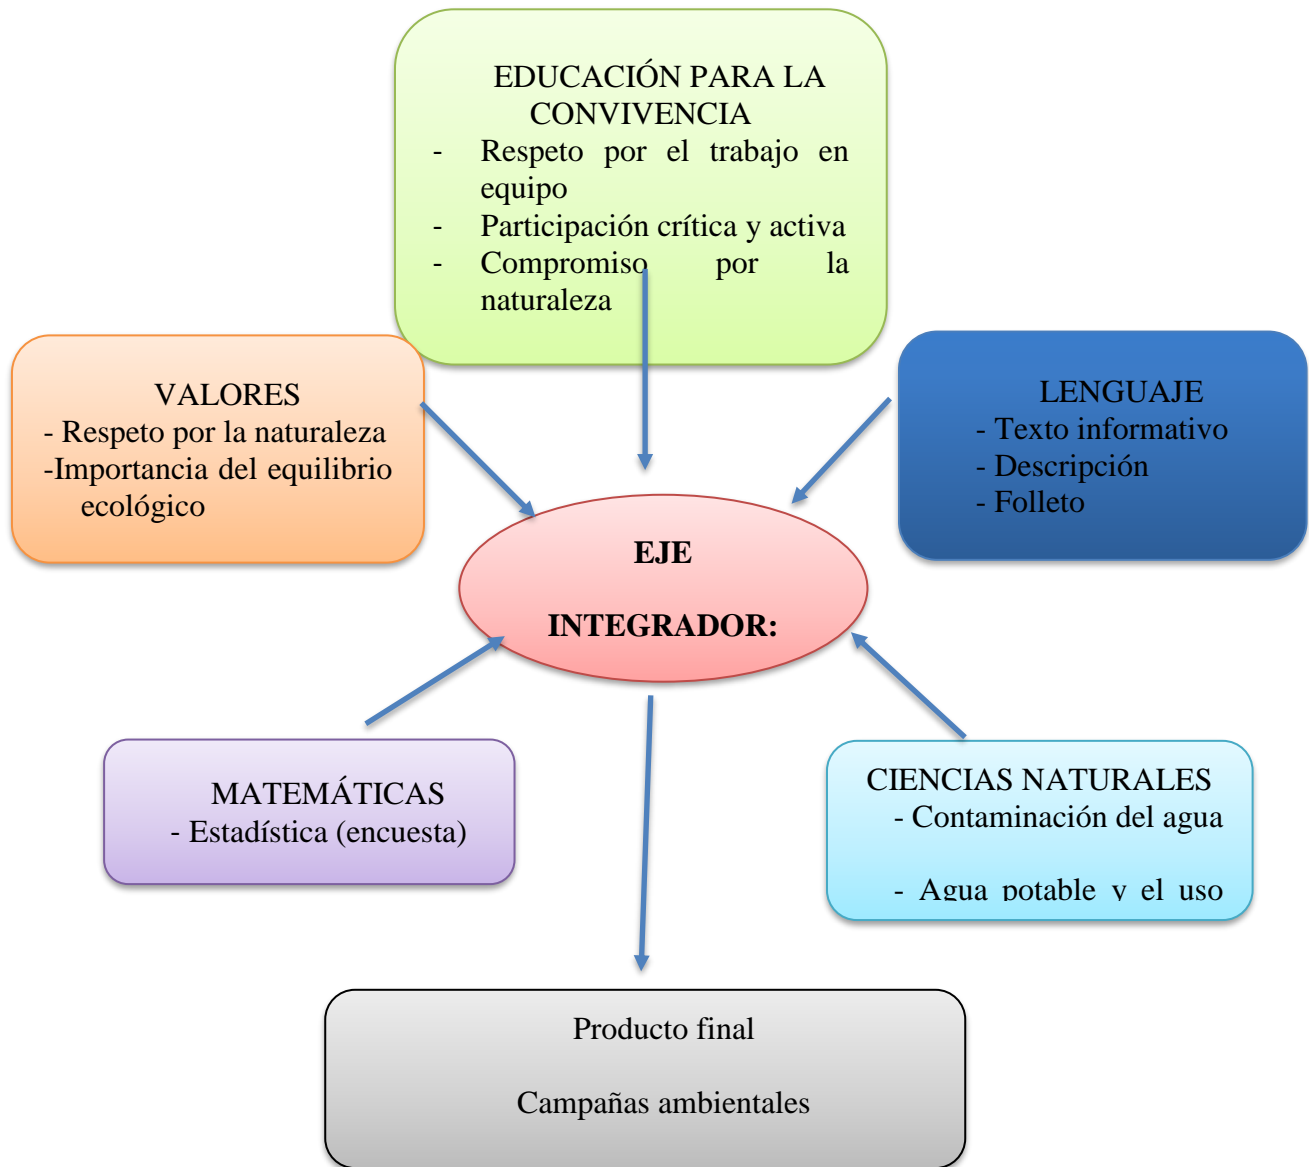 EDUCACIÓN PARA LA
CONVIVENCIA
- Respeto por el trabajo en
equipo
- Participación crítica y activa
- Compromiso por la
naturaleza
VALORES
- Respeto por la naturaleza
-Importancia del equilibrio
ecológico
LENGUAJE
- Texto informativo
- Descripción
- Folleto
EJE
INTEGRADOR:
MATEMÁTICAS
- Estadística (encuesta)
CIENCIAS NATURALES
- Contaminación del agua
- Agua potable y el uso
Producto final
Campañas ambientales